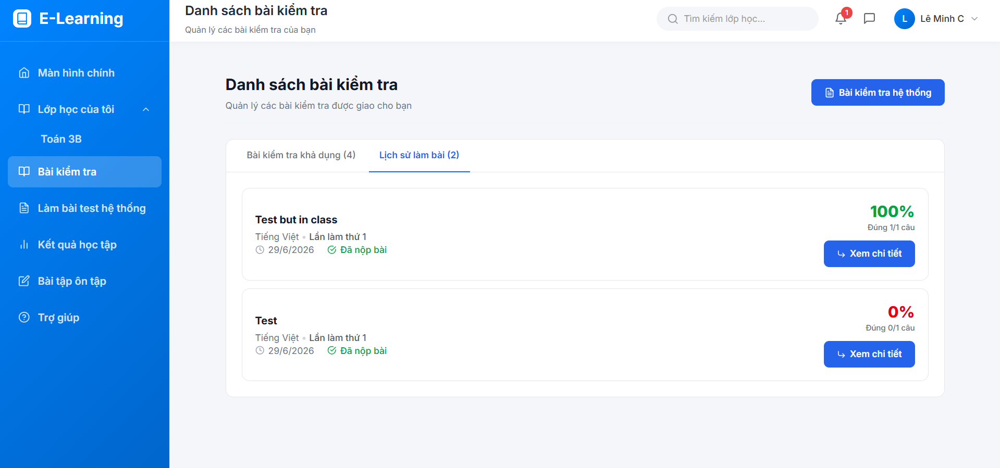 E-Learning
Màn hình chính
Lớp học của tôi
Toán 3B
Bài kiểm tra
Làm bài test hệ thống
Kết quả học tập
Bài tập ôn tập
Trợ giúp
Danh sách bài kiểm tra
Quản lý các bài kiểm tra của bạn
Tìm kiếm lớp học...
1
L
Lê Minh C
Danh sách bài kiểm tra
Quản lý các bài kiểm tra được giao cho bạn
Bài kiểm tra hệ thống
Bài kiểm tra khả dụng (4)
Lịch sử làm bài (2)
Test but in class
Tiếng Việt • Lần làm thứ 1
29/6/2026 Đã nộp bài
100%
Đúng 1/1 câu
Xem chi tiết
Test
Tiếng Việt • Lần làm thứ 1
29/6/2026 Đã nộp bài
0%
Đúng 0/1 câu
Xem chi tiết